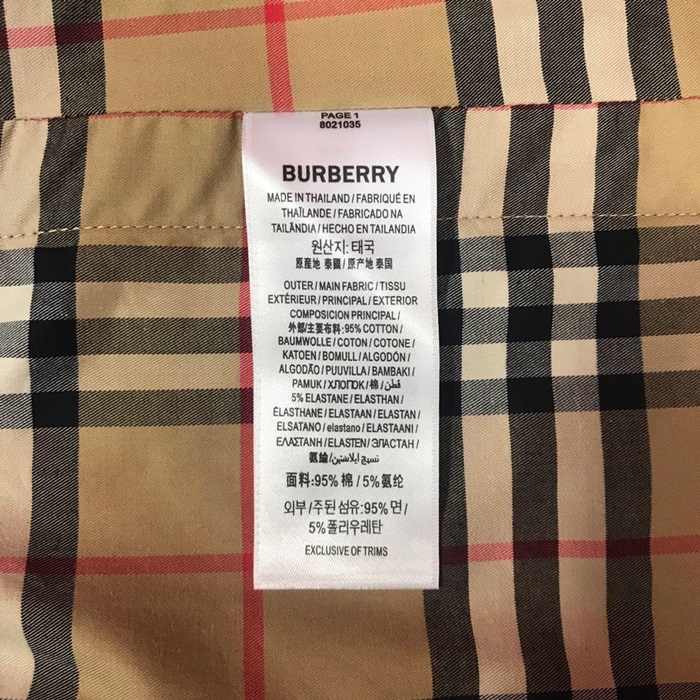 PAGE 1
8021035
BURBERRY
MADE IN THAILAND / FABRIQUÉ EN
THAÏLANDE / FABRICADO NA
TAILÂNDIA / HECHO EN TAILANDIA
원산지: 태국
原産地 泰國 / 原产地 泰国
OUTER / MAIN FABRIC / TISSU
EXTÉRIEUR / PRINCIPAL / EXTERIOR
COMPOSICION PRINCIPAL /
外部/主要布料:95% COTTON /
BAUMWOLLE / COTON / COTONE /
KATOEN / BOMULL / ALGODÓN /
ALGODÃO / PUUVILLA / BAMBAKI /
PAMUK / ХЛОПОК / 棉 / قطن /
5% ELASTANE / ELASTHAN /
ÉLASTHANE / ELASTAAN / ELASTAN /
ELSATANO / elastano / ELASTAANI /
ΕΛΑΣΤΑΝΗ / ELASTEN / ЭЛАСТАН /
氨綸 / نسيج ايلاستين /
面料:95% 棉 / 5% 氨纶
외부 / 주된 섬유:95% 면 /
5% 폴리우레탄
EXCLUSIVE OF TRIMS